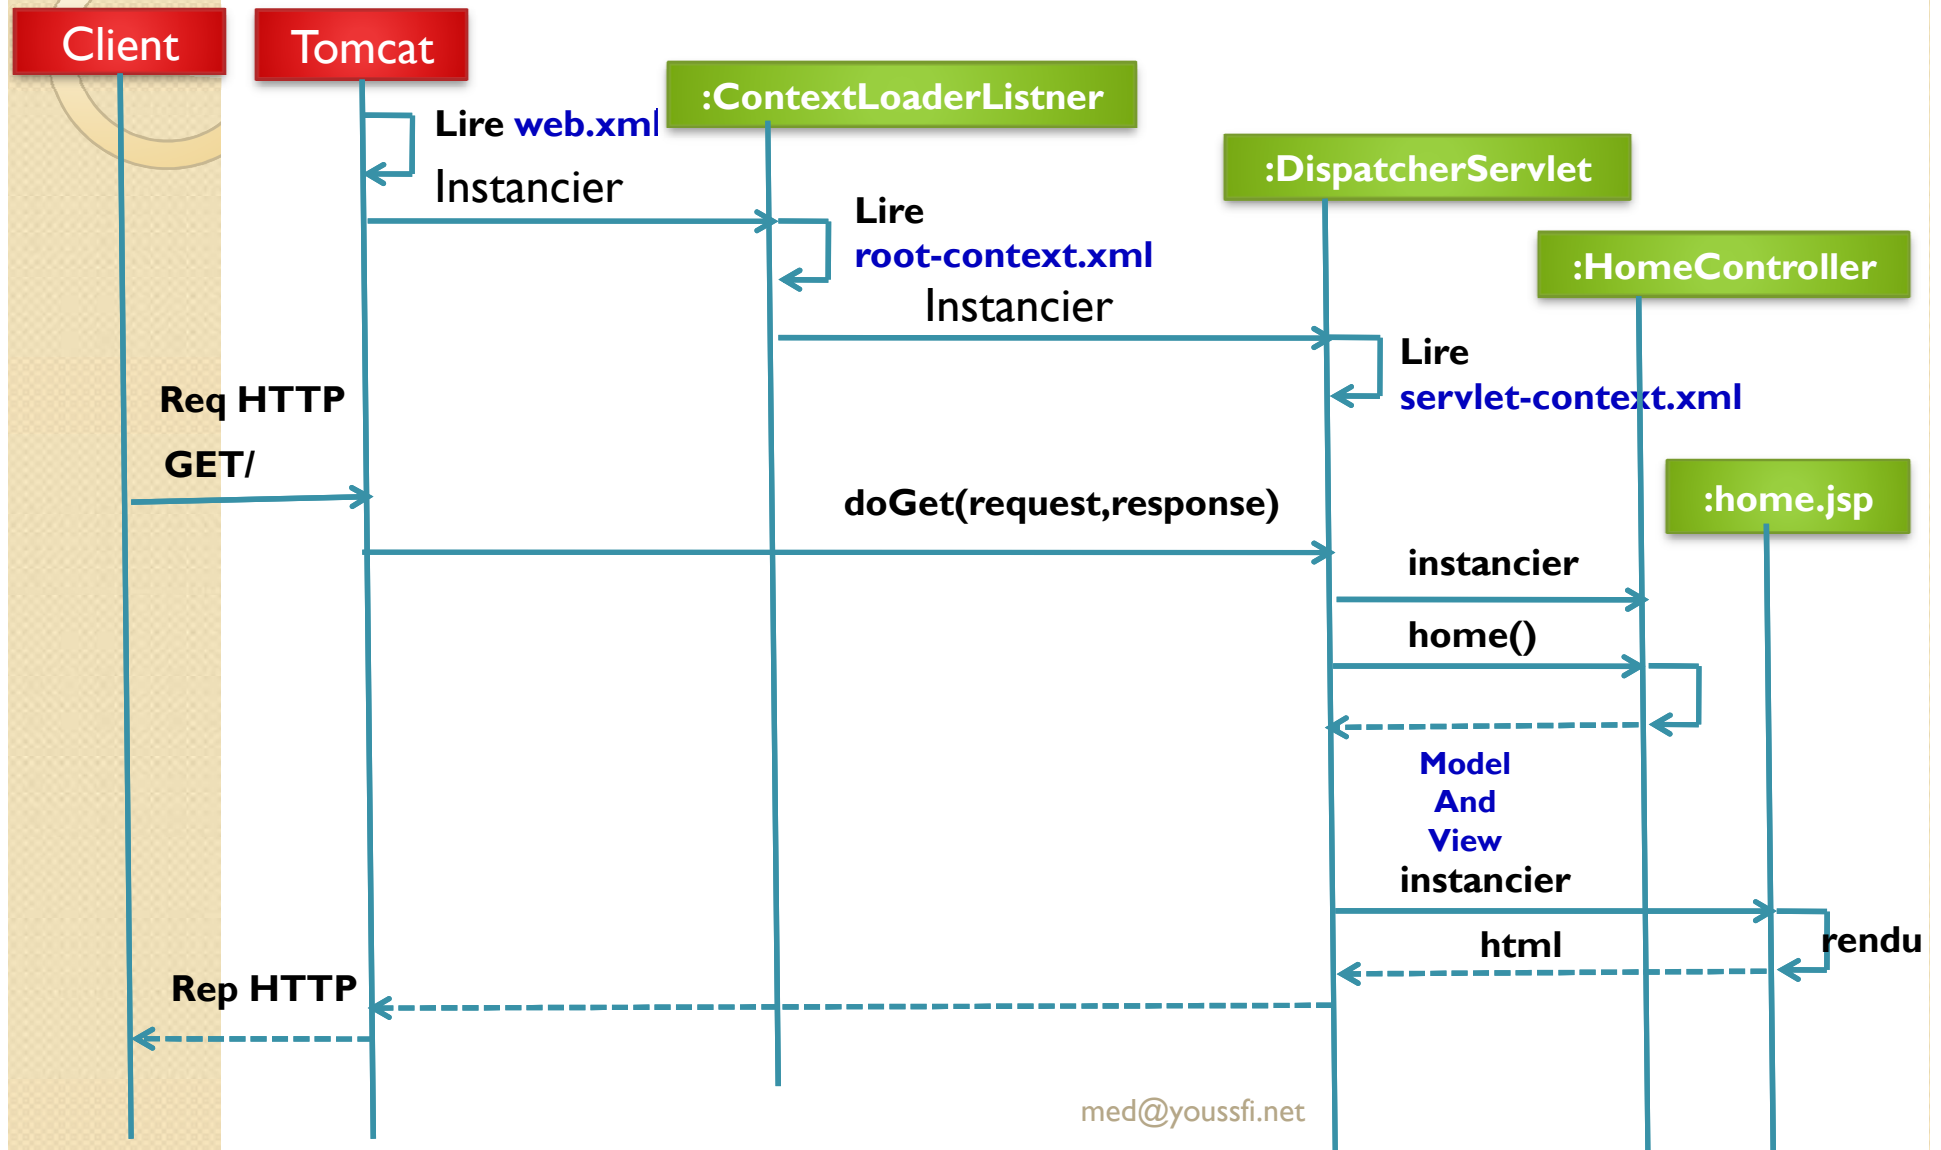 Client
Tomcat
:ContextLoaderListner
Lire web.xml
:DispatcherServlet
Instancier
Lire
root-context.xml
:HomeController
Instancier
Lire
servlet-context.xml
Req HTTP
GET/
:home.jsp
doGet(request,response)
instancier
home()
Model
And
View
instancier
html
rendu
Rep HTTP
med@youssfi.net